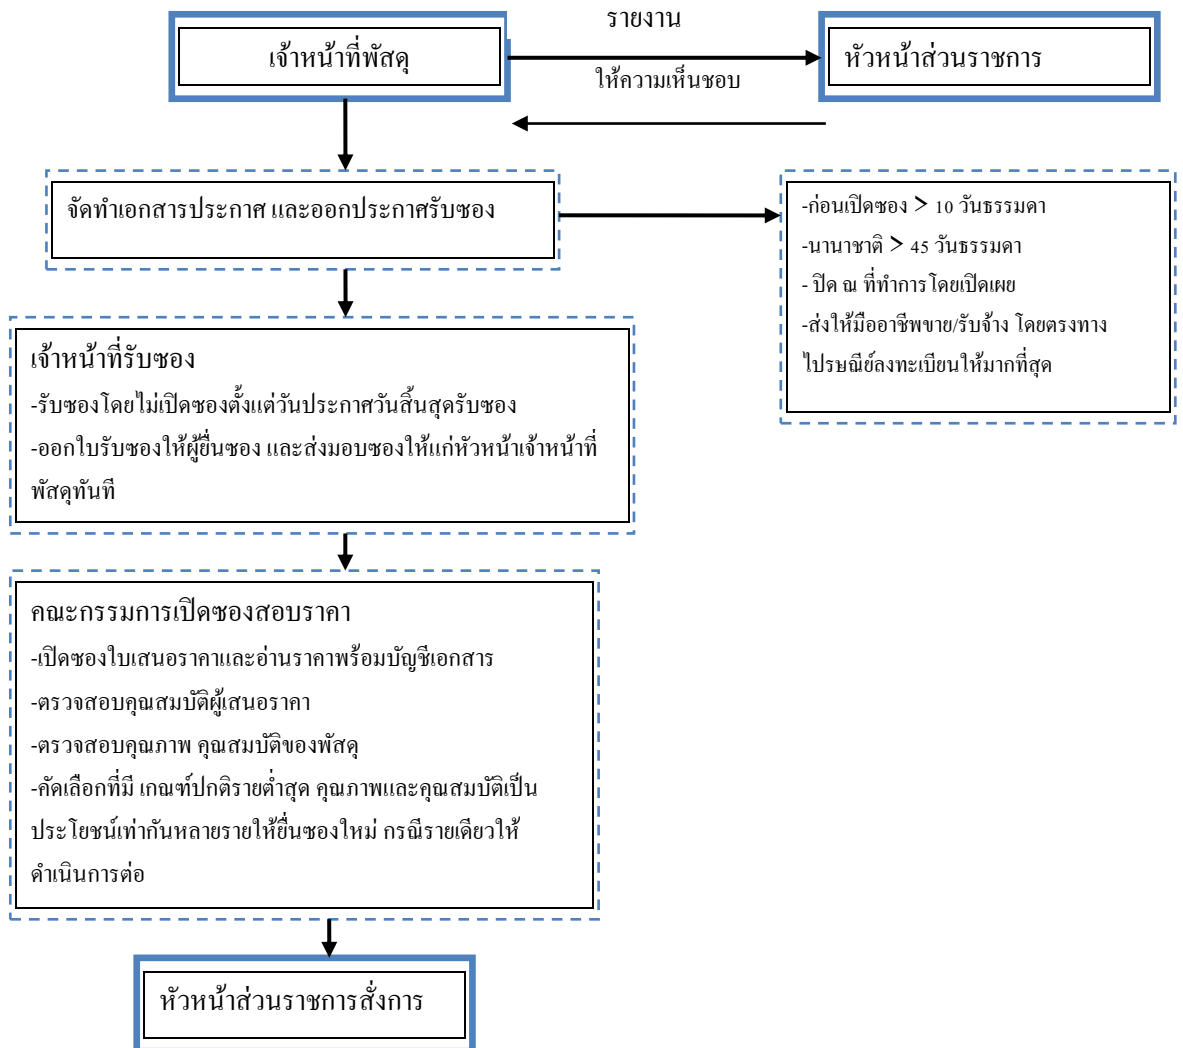 รายงาน
เจ้าหน้าที่พัสดุ
หัวหน้าส่วนราชการ
ให้ความเห็นชอบ
จัดทำเอกสารประกาศ และออกประกาศรับซอง
-ก่อนเปิดซอง > 10 วันธรรมดา
-นานาชาติ > 45 วันธรรมดา
- ปิด ณ ที่ทำการโดยเปิดเผย
-ส่งให้มืออาชีพขาย/รับจ้าง โดยตรงทาง
ไปรษณีย์ลงทะเบียนให้มากที่สุด
เจ้าหน้าที่รับซอง
-รับซองโดยไม่เปิดซองตั้งแต่วันประกาศวันสิ้นสุดรับซอง
-ออกใบรับซองให้ผู้ยื่นซอง และส่งมอบซองให้แก่หัวหน้าเจ้าหน้าที่
พัสดุทันที
คณะกรรมการเปิดซองสอบราคา
-เปิดซองใบเสนอราคาและอ่านราคาพร้อมบัญชีเอกสาร
-ตรวจสอบคุณสมบัติผู้เสนอราคา
-ตรวจสอบคุณภาพ คุณสมบัติของพัสดุ
-คัดเลือกที่มี เกณฑ์ปกติรายต่ำสุด คุณภาพและคุณสมบัติเป็น
ประโยชน์เท่ากันหลายรายให้ยื่นซองใหม่ กรณีรายเดียวให้
ดำเนินการต่อ
หัวหน้าส่วนราชการสั่งการ